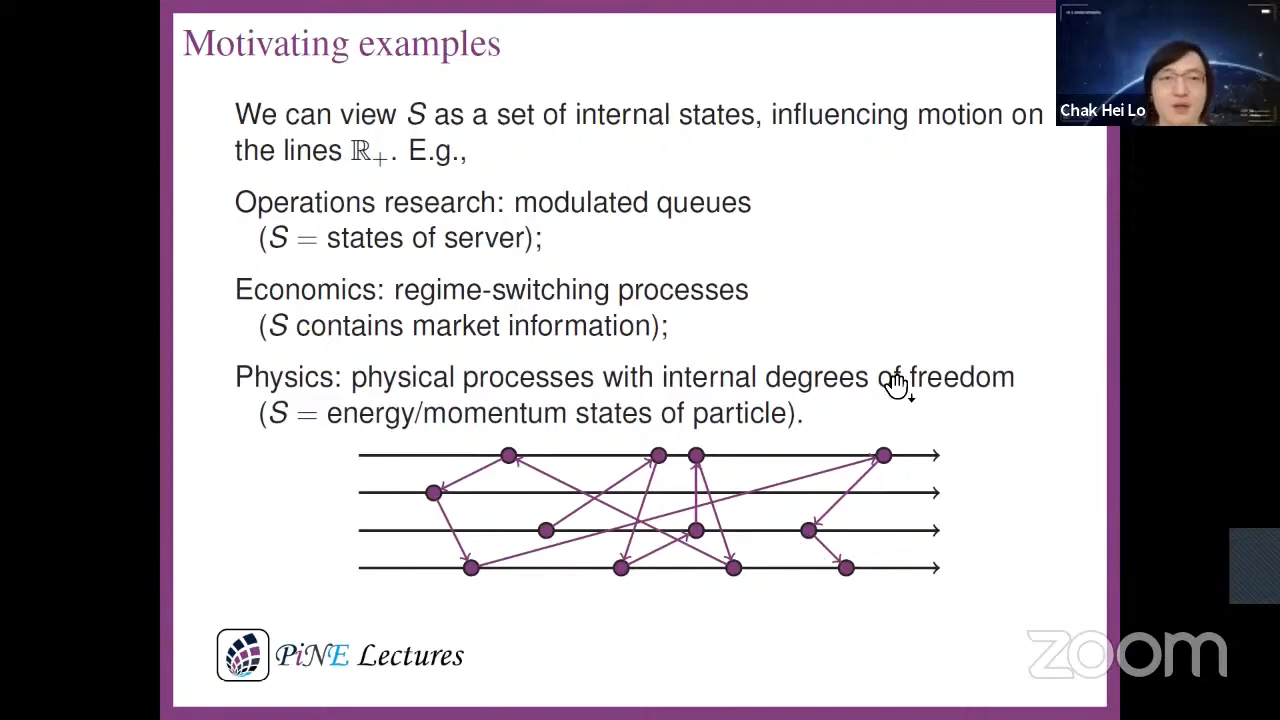 Motivating examples
Chak Hei Lo
We can view S as a set of internal states, influencing motion on
the lines ℝ₊. E.g.,
Operations research: modulated queues
(S = states of server);
Economics: regime-switching processes
(S contains market information);
Physics: physical processes with internal degrees of freedom
(S = energy/momentum states of particle).
PiNE Lectures
zoom